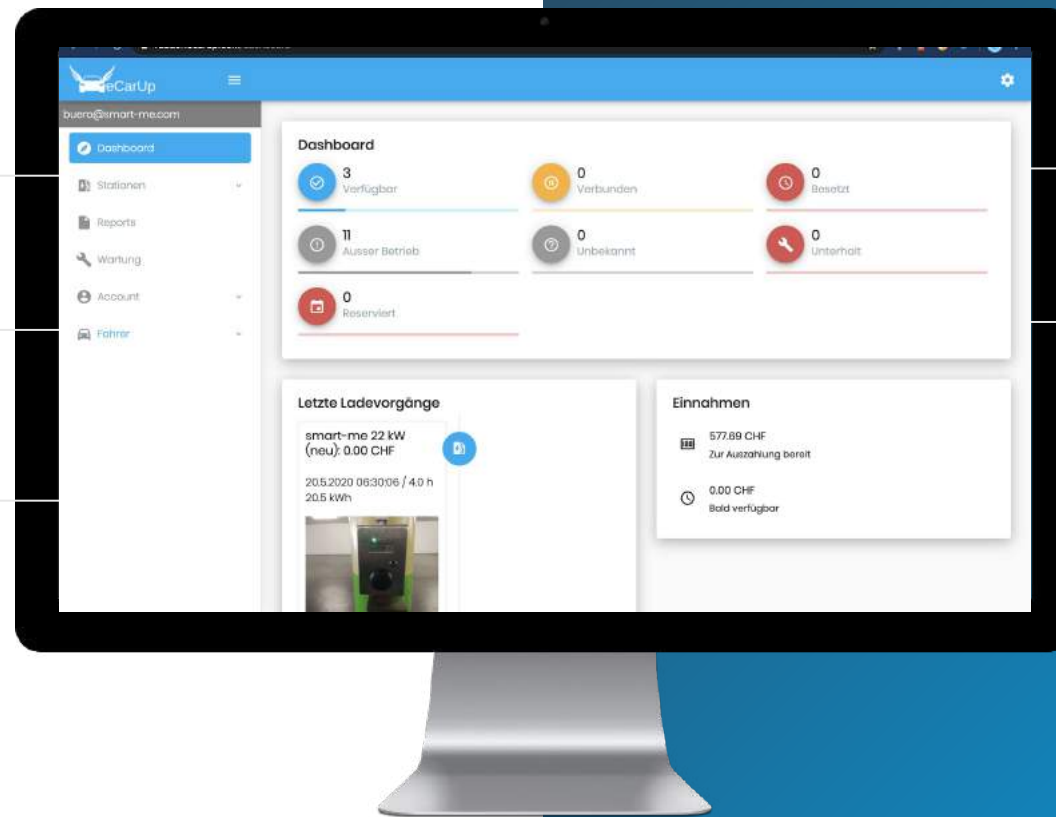 eCarUp
buero@smart-me.com
Dashboard
Stationen
Reports
Wartung
Account
Fahrer
Dashboard
3
Verfügbar
0
Verbunden
0
Besetzt
11
Ausser Betrieb
0
Unbekannt
0
Unterhalt
0
Reserviert
Letzte Ladevorgänge
smart-me 22 kW
(neu): 0.00 CHF
20.5.2020 06:30:06 / 4.0 h
20.5 kWh
Einnahmen
577.69 CHF
Zur Auszahlung bereit
0.00 CHF
Bald verfügbar